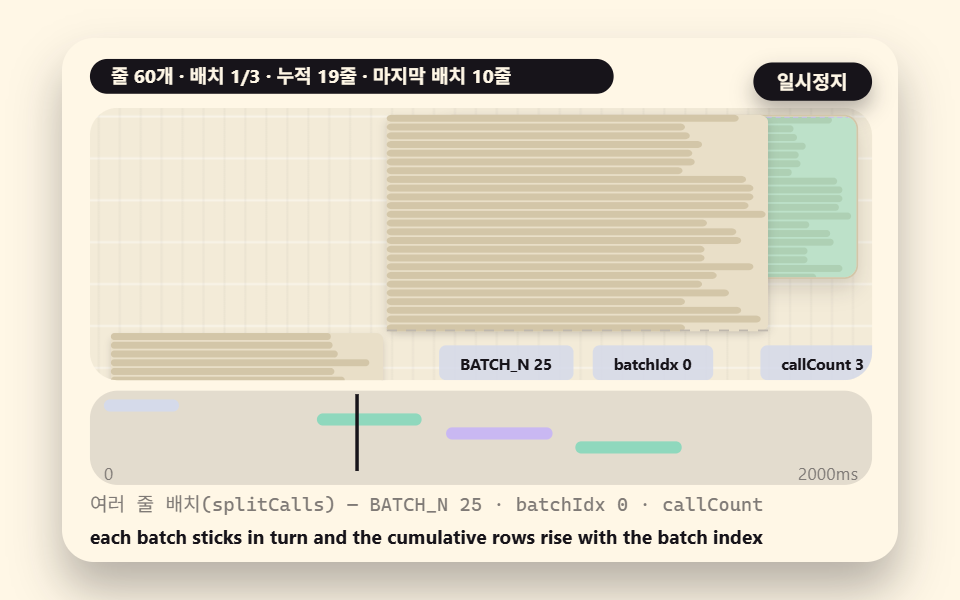 줄 60개 · 배치 1/3 · 누적 19줄 · 마지막 배치 10줄
일시정지
BATCH_N 25
batchIdx 0
callCount 3
0
2000ms
여러 줄 배치(splitCalls) — BATCH_N 25 · batchIdx 0 · callCount
each batch sticks in turn and the cumulative rows rise with the batch index